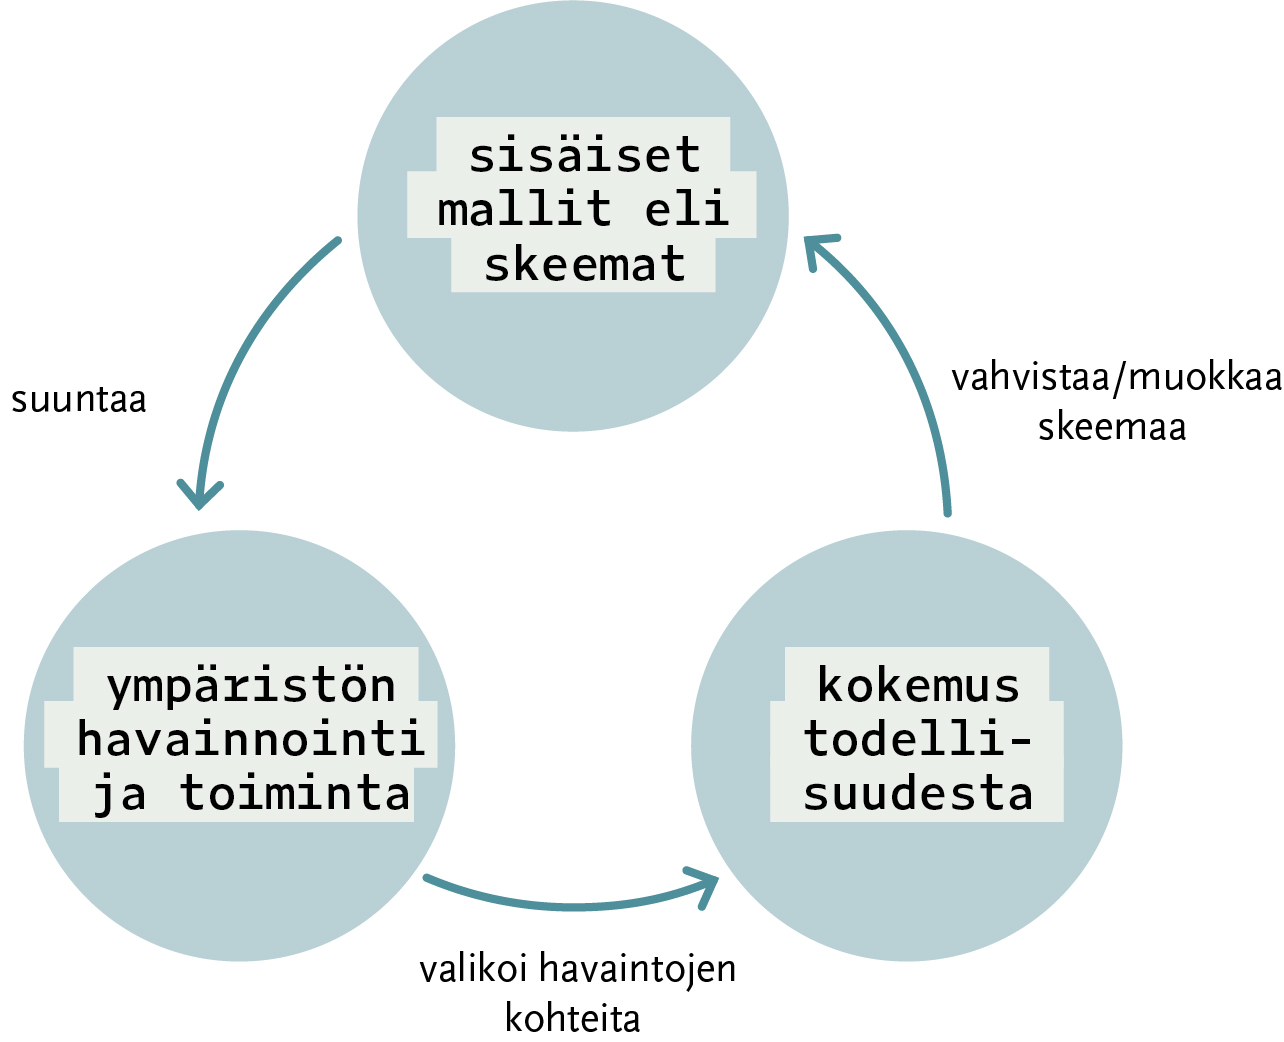 sisäiset
mallit eli
skeemat
suuntaa
vahvistaa/muokkaa
skeemaa
ympäristön
havainnointi
ja toiminta
kokemus
todelli-
suudesta
valikoi havaintojen
kohteita